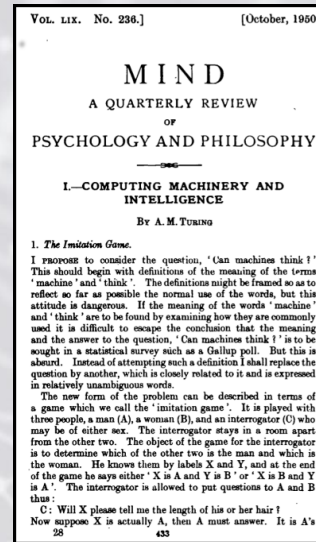 VOL. LIX. No. 236.] [October, 1950
MIND
A QUARTERLY REVIEW
OF
PSYCHOLOGY AND PHILOSOPHY
I.—COMPUTING MACHINERY AND
INTELLIGENCE
BY A. M. TURING
1. The Imitation Game.
I PROPOSE to consider the question, ‘Can machines think?’
This should begin with definitions of the meaning of the terms
‘machine’ and ‘think’. The definitions might be framed so as to
reflect so far as possible the normal use of the words, but this
attitude is dangerous. If the meaning of the words ‘machine’
and ‘think’ are to be found by examining how they are commonly
used it is difficult to escape the conclusion that the meaning
and the answer to the question, ‘Can machines think?’ is to be
sought in a statistical survey such as a Gallup poll. But this is
absurd. Instead of attempting such a definition I shall replace the
question by another, which is closely related to it and is expressed
in relatively unambiguous words.
The new form of the problem can be described in terms of
a game which we call the ‘imitation game’. It is played with
three people, a man (A), a woman (B), and an interrogator (C) who
may be of either sex. The interrogator stays in a room apart
from the other two. The object of the game for the interrogator
is to determine which of the other two is the man and which is
the woman. He knows them by labels X and Y, and at the end
of the game he says either ‘X is A and Y is B’ or ‘X is B and Y
is A’. The interrogator is allowed to put questions to A and B
thus:
C: Will X please tell me the length of his or her hair?
Now suppose X is actually A, then A must answer. It is A's
28 433